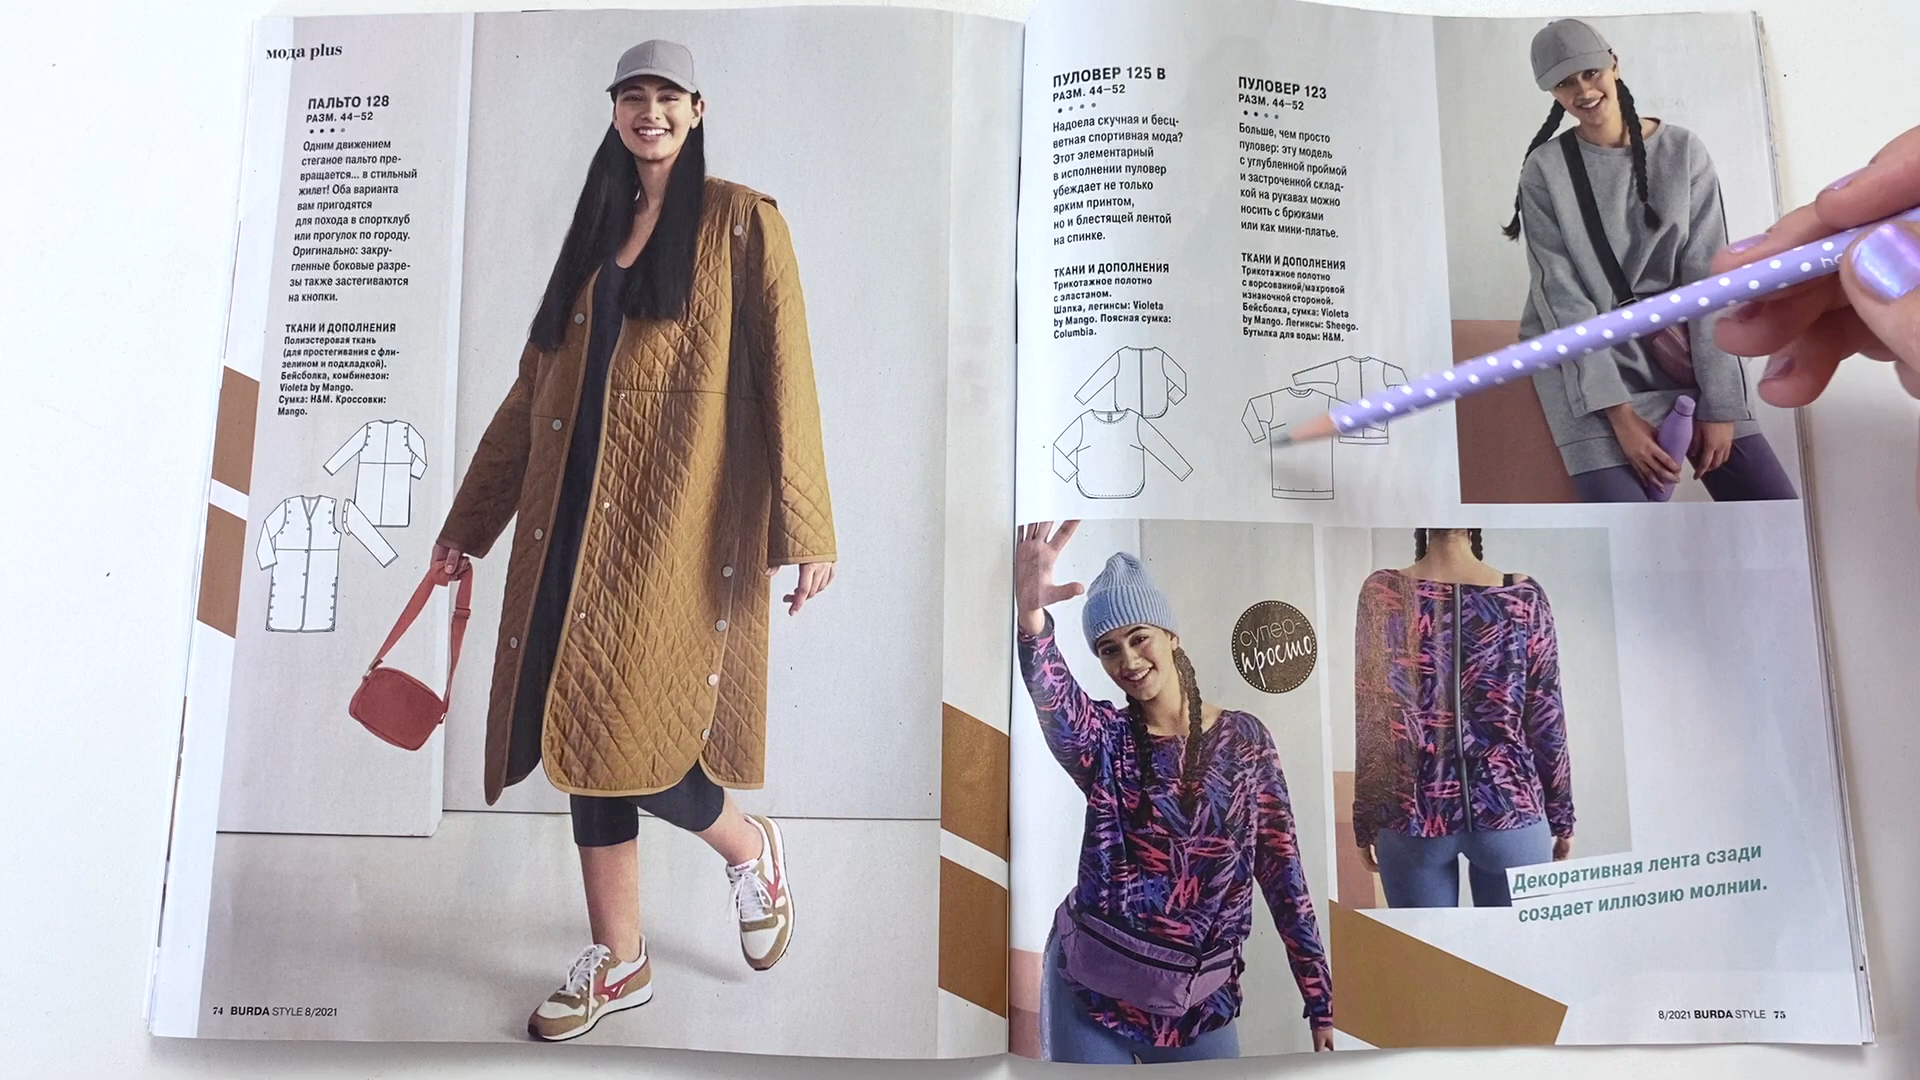 мода plus
ПАЛЬТО 128
РАЗМ. 44–52
Одним движением
стеганое пальто пре-
вращается... в стильный
жилет! Оба варианта
вам пригодятся
для похода в спортклуб
или прогулок по городу.
Оригинально: закру-
гленные боковые разре-
зы также застегиваются
на кнопки.
ТКАНИ И ДОПОЛНЕНИЯ
Полиэстеровая ткань
(для простегивания с фли-
зелином и подкладкой).
Бейсболка, комбинезон:
Violeta by Mango.
Сумка: H&M. Кроссовки:
Mango.
74 BURDA STYLE 8/2021
ПУЛОВЕР 125 В
РАЗМ. 44–52
Надоела скучная и бесц-
ветная спортивная мода?
Этот элементарный
в исполнении пуловер
убеждает не только
ярким принтом,
но и блестящей лентой
на спинке.
ТКАНИ И ДОПОЛНЕНИЯ
Трикотажное полотно
с эластаном.
Шапка, легинсы: Violeta
by Mango. Поясная сумка:
Columbia.
ПУЛОВЕР 123
РАЗМ. 44–52
Больше, чем просто
пуловер: эту модель
с углубленной проймой
и застроченной склад-
кой на рукавах можно
носить с брюками
или как мини-платье.
ТКАНИ И ДОПОЛНЕНИЯ
Трикотажное полотно
с ворсованной/махровой
изнаночной стороной.
Бейсболка, сумка: Violeta
by Mango. Легинсы: Sheego.
Бутылка для воды: H&M.
супер-
просто
Декоративная лента сзади
создает иллюзию молнии.
8/2021 BURDA STYLE 75